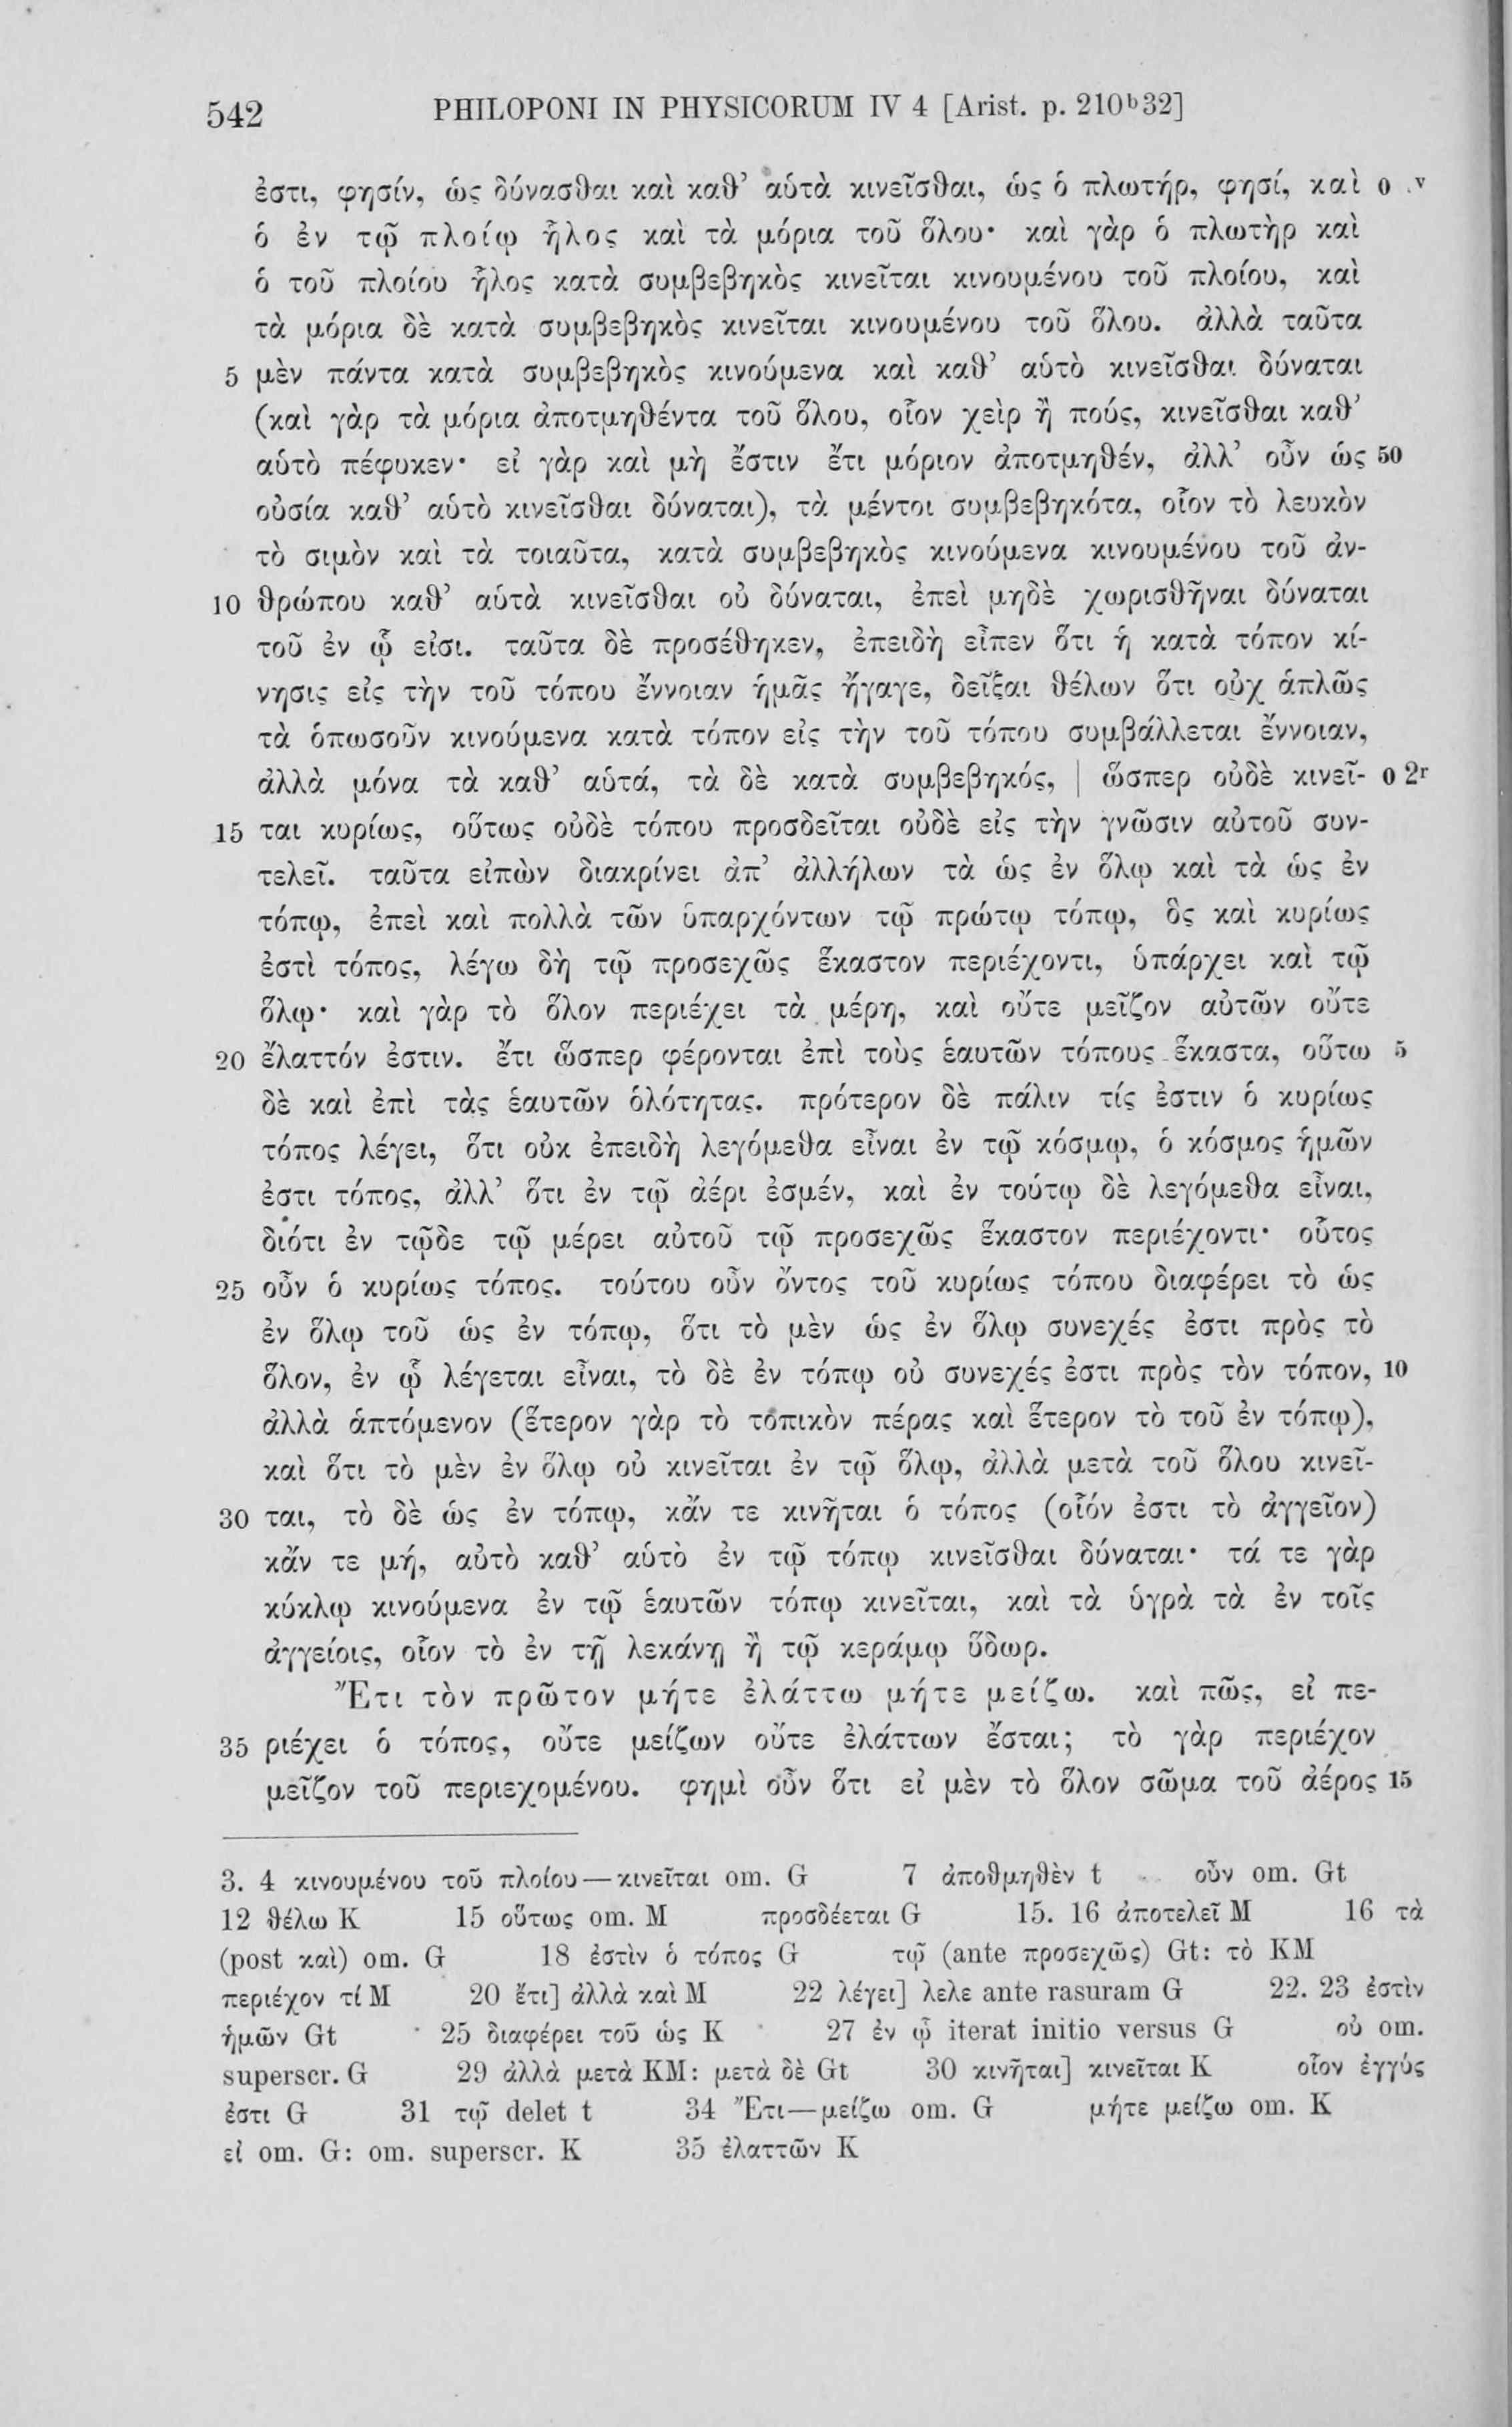 542 PHILOPONI IN PHYSICORUM IV 4 [Arist. p. 210ᵇ32]
ἐστι, φησίν, ὡς δύνασθαι καὶ καθ’ αὑτὰ κινεῖσθαι, ὡς ὁ πλωτήρ, φησί, καὶ ο v
ὁ ἐν τῷ πλοίῳ ἧλος καὶ τὰ μόρια τοῦ ὅλου· καὶ γὰρ ὁ πλωτὴρ καὶ
ὁ τοῦ πλοίου ἧλος κατὰ συμβεβηκὸς κινεῖται κινουμένου τοῦ πλοίου, καὶ
τὰ μόρια δὲ κατὰ συμβεβηκὸς κινεῖται κινουμένου τοῦ ὅλου. ἀλλὰ ταῦτα
5 μὲν πάντα κατὰ συμβεβηκὸς κινούμενα καὶ καθ’ αὑτὸ κινεῖσθαι δύναται
(καὶ γὰρ τὰ μόρια ἀποτμηθέντα τοῦ ὅλου, οἷον χεὶρ ἢ πούς, κινεῖσθαι καθ’
αὑτὸ πέφυκεν· εἰ γὰρ καὶ μὴ ἔστιν ἔτι μόριον ἀποτμηθέν, ἀλλ’ οὖν ὡς 50
οὐσία καθ’ αὑτὸ κινεῖσθαι δύναται), τὰ μέντοι συμβεβηκότα, οἷον τὸ λευκὸν
τὸ σιμὸν καὶ τὰ τοιαῦτα, κατὰ συμβεβηκὸς κινούμενα κινουμένου τοῦ ἀν-
10 θρώπου καθ’ αὑτὰ κινεῖσθαι οὐ δύναται, ἐπεὶ μηδὲ χωρισθῆναι δύναται
τοῦ ἐν ᾧ εἰσι. ταῦτα δὲ προσέθηκεν, ἐπειδὴ εἶπεν ὅτι ἡ κατὰ τόπον κί-
νησις εἰς τὴν τοῦ τόπου ἔννοιαν ἡμᾶς ἤγαγε, δεῖξαι θέλων ὅτι οὐχ ἁπλῶς
τὰ ὁπωσοῦν κινούμενα κατὰ τόπον εἰς τὴν τοῦ τόπου συμβάλλεται ἔννοιαν,
ἀλλὰ μόνα τὰ καθ’ αὑτά, τὰ δὲ κατὰ συμβεβηκός, | ὥσπερ οὐδὲ κινεῖ- ο 2r
15 ται κυρίως, οὕτως οὐδὲ τόπου προσδεῖται οὐδὲ εἰς τὴν γνῶσιν αὐτοῦ συν-
τελεῖ. ταῦτα εἰπὼν διακρίνει ἀπ’ ἀλλήλων τὰ ὡς ἐν ὅλῳ καὶ τὰ ὡς ἐν
τόπῳ, ἐπεὶ καὶ πολλὰ τῶν ὑπαρχόντων τῷ πρώτῳ τόπῳ, ὃς καὶ κυρίως
ἐστὶ τόπος, λέγω δὴ τῷ προσεχῶς ἕκαστον περιέχοντι, ὑπάρχει καὶ τῷ
ὅλῳ· καὶ γὰρ τὸ ὅλον περιέχει τὰ μέρη, καὶ οὔτε μεῖζον αὐτῶν οὔτε
20 ἔλαττόν ἐστιν. ἔτι ὥσπερ φέρονται ἐπὶ τοὺς ἑαυτῶν τόπους ἕκαστα, οὕτω 5
δὲ καὶ ἐπὶ τὰς ἑαυτῶν ὁλότητας. πρότερον δὲ πάλιν τίς ἐστιν ὁ κυρίως
τόπος λέγει, ὅτι οὐκ ἐπειδὴ λεγόμεθα εἶναι ἐν τῷ κόσμῳ, ὁ κόσμος ἡμῶν
ἐστι τόπος, ἀλλ’ ὅτι ἐν τῷ ἀέρι ἐσμέν, καὶ ἐν τούτῳ δὲ λεγόμεθα εἶναι,
διότι ἐν τῷδε τῷ μέρει αὐτοῦ τῷ προσεχῶς ἕκαστον περιέχοντι· οὗτος
25 οὖν ὁ κυρίως τόπος. τούτου οὖν ὄντος τοῦ κυρίως τόπου διαφέρει τὸ ὡς
ἐν ὅλῳ τοῦ ὡς ἐν τόπῳ, ὅτι τὸ μὲν ὡς ἐν ὅλῳ συνεχές ἐστι πρὸς τὸ
ὅλον, ἐν ᾧ λέγεται εἶναι, τὸ δὲ ἐν τόπῳ οὐ συνεχές ἐστι πρὸς τὸν τόπον, 10
ἀλλὰ ἁπτόμενον (ἕτερον γὰρ τὸ τοπικὸν πέρας καὶ ἕτερον τὸ τοῦ ἐν τόπῳ),
καὶ ὅτι τὸ μὲν ἐν ὅλῳ οὐ κινεῖται ἐν τῷ ὅλῳ, ἀλλὰ μετὰ τοῦ ὅλου κινεῖ-
30 ται, τὸ δὲ ὡς ἐν τόπῳ, κἄν τε κινῆται ὁ τόπος (οἷόν ἐστι τὸ ἀγγεῖον)
κἄν τε μή, αὐτὸ καθ’ αὑτὸ ἐν τῷ τόπῳ κινεῖσθαι δύναται· τά τε γὰρ
κύκλῳ κινούμενα ἐν τῷ ἑαυτῶν τόπῳ κινεῖται, καὶ τὰ ὑγρὰ τὰ ἐν τοῖς
ἀγγείοις, οἷον τὸ ἐν τῇ λεκάνῃ ἢ τῷ κεράμῳ ὕδωρ.
Ἔτι τὸν πρῶτον μήτε ἐλάττω μήτε μείζω. καὶ πῶς, εἰ πε-
35 ριέχει ὁ τόπος, οὔτε μείζων οὔτε ἐλάττων ἔσται; τὸ γὰρ περιέχον
μεῖζον τοῦ περιεχομένου. φημὶ οὖν ὅτι εἰ μὲν τὸ ὅλον σῶμα τοῦ ἀέρος 15
3. 4 κινουμένου τοῦ πλοίου — κινεῖται om. G 7 ἀποθμηθὲν t οὖν om. Gt
12 θέλω K 15 οὕτως om. M προσδέεται G 15. 16 ἀποτελεῖ M 16 τὰ
(post καὶ) om. G 18 ἐστὶν ὁ τόπος G τῷ (ante προσεχῶς) Gt: τὸ KM
περιέχον τί M 20 ἔτι] ἀλλὰ καὶ M 22 λέγει] λελε ante rasuram G 22. 23 ἐστὶν
ἡμῶν Gt 25 διαφέρει τοῦ ὡς K 27 ἐν ᾧ iterat initio versus G οὐ om.
superscr. G 29 ἀλλὰ μετὰ KM: μετὰ δὲ Gt 30 κινῆται] κινεῖται K οἷον ἐγγύς
ἐστι G 31 τῷ delet t 34 Ἔτι—μείζω om. G μήτε μείζω om. K
εἰ om. G: om. superscr. K 35 ἐλαττῶν K